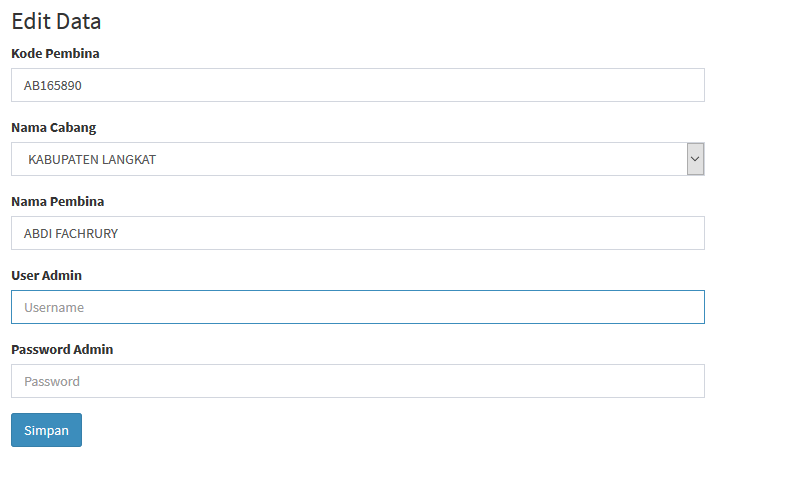 Edit Data
Kode Pembina
AB165890
Nama Cabang
KABUPATEN LANGKAT
Nama Pembina
ABDI FACHRURY
User Admin
Username
Password Admin
Password
Simpan